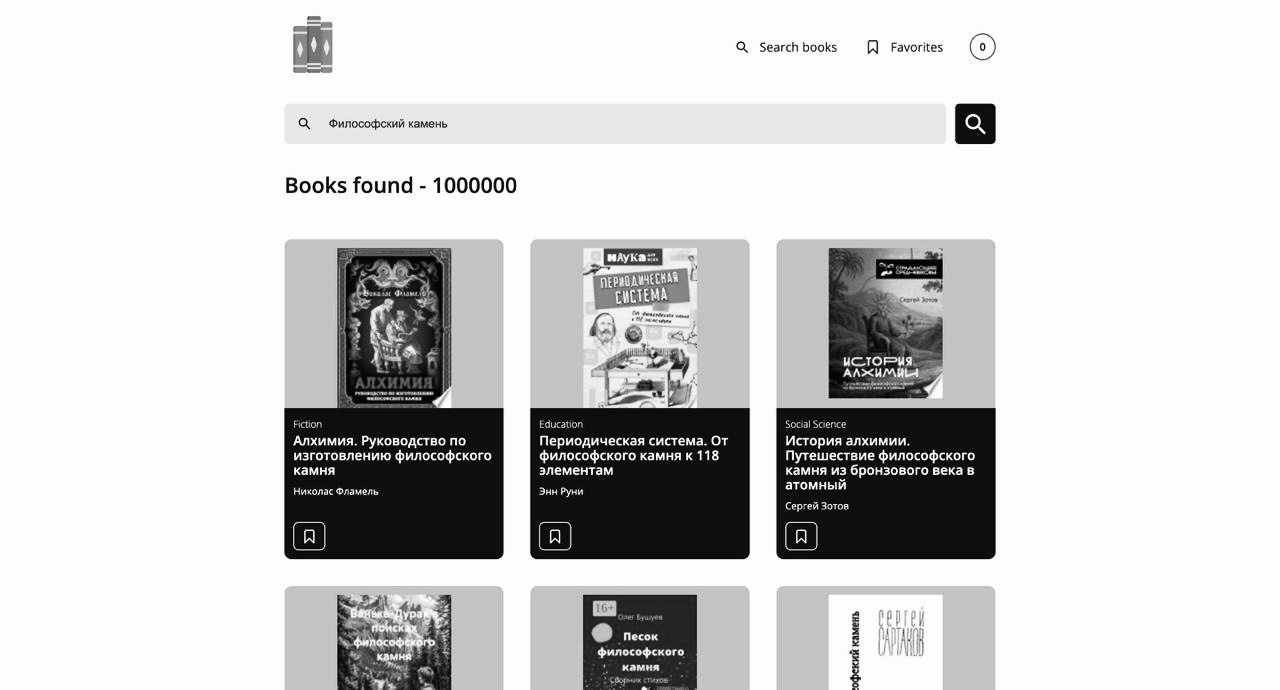 Search books
Favorites
0
Философский камень
Books found - 1000000
Николас Фламель
АЛХИМИЯ
РУКОВОДСТВО ПО ИЗГОТОВЛЕНИЮ
ФИЛОСОФСКОГО КАМНЯ
НАУКА
ПЕРИОДИЧЕСКАЯ
СИСТЕМА
От философского камня
к 118 элементам
СТРАДАЮЩЕЕ
СРЕДНЕВЕКОВЬЕ
Сергей Зотов
ИСТОРИЯ
АЛХИМИИ
Путешествие философского камня
из бронзового века в атомный
Fiction
Алхимия. Руководство по
изготовлению философского
камня
Николас Фламель
Education
Периодическая система. От
философского камня к 118
элементам
Энн Руни
Social Science
История алхимии.
Путешествие философского
камня из бронзового века в
атомный
Сергей Зотов
Ванька-Дурак в
поисках
философского
камня
16+
Олег Бушуев
Песок
философского
камня
Сборник стихов
СЕРГЕЙ
САРТАКОВ
камень